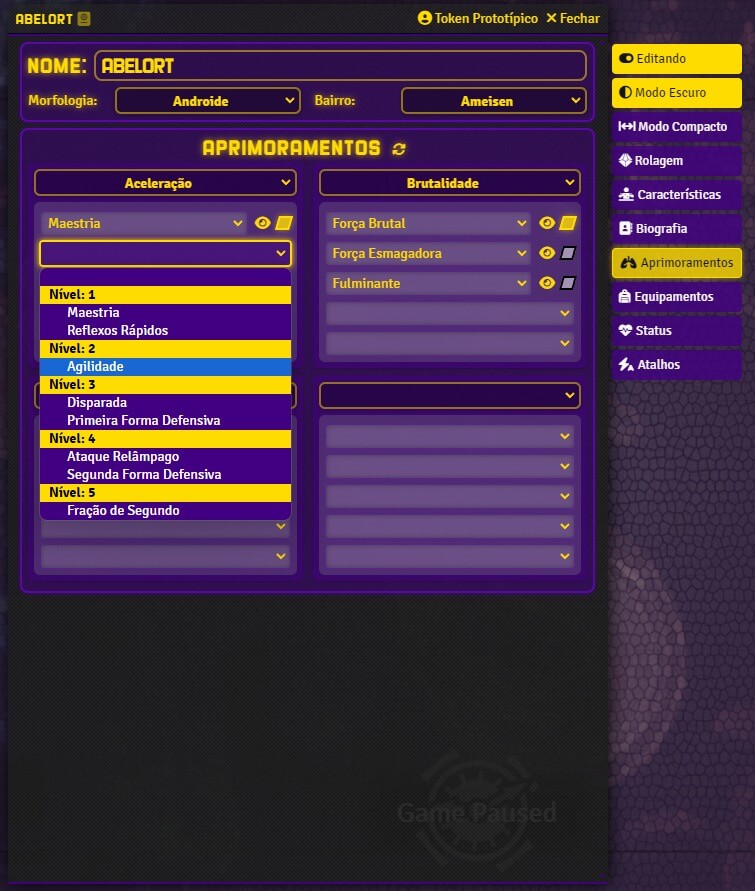 ABELORT
Token Prototípico
Fechar
NOME: ABELORT
Morfologia: Androide Bairro: Ameisen
APRIMORAMENTOS
Aceleração
Maestria
Nível: 1
Maestria
Reflexos Rápidos
Nível: 2
Agilidade
Nível: 3
Disparada
Primeira Forma Defensiva
Nível: 4
Ataque Relâmpago
Segunda Forma Defensiva
Nível: 5
Fração de Segundo
Brutalidade
Força Brutal
Força Esmagadora
Fulminante
Editando
Modo Escuro
Modo Compacto
Rolagem
Características
Biografia
Aprimoramentos
Equipamentos
Status
Atalhos
Game Paused